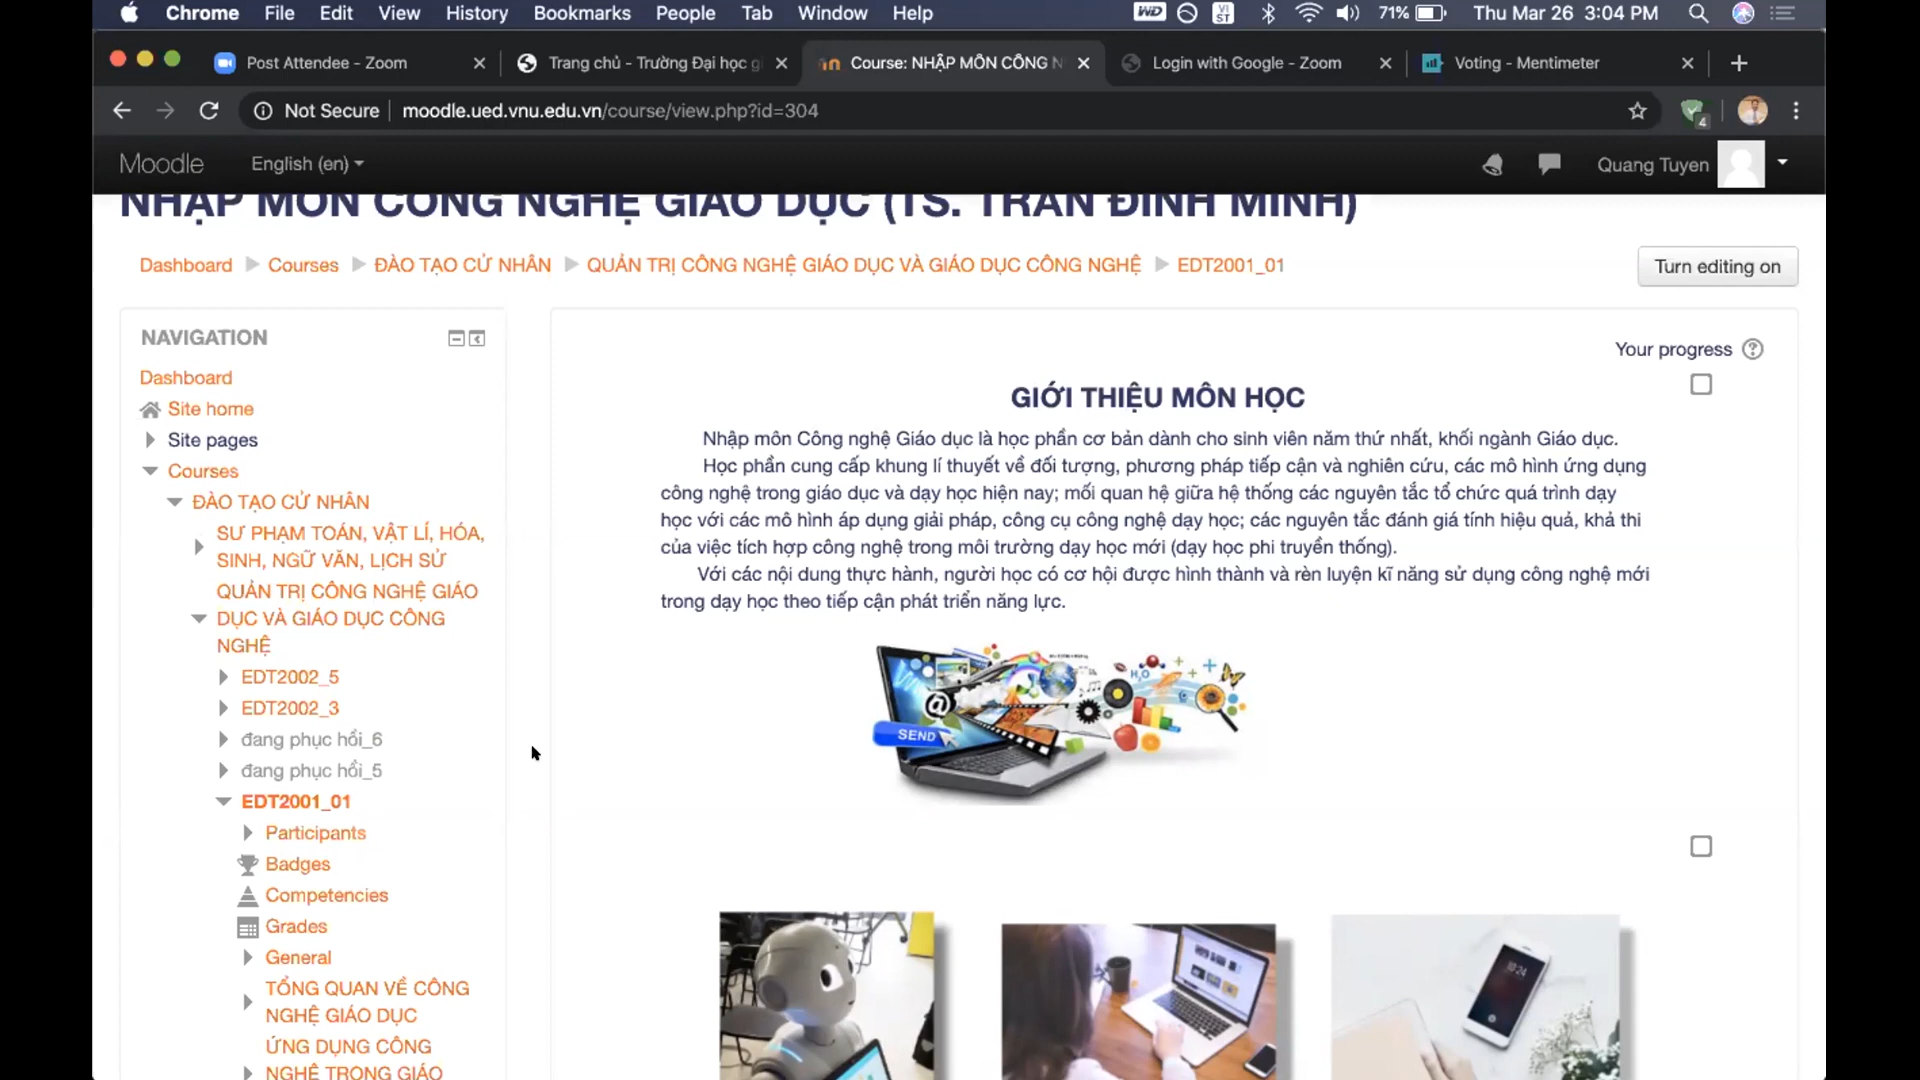 Chrome File Edit View History Bookmarks People Tab Window Help WD VI ST 71% Thu Mar 26 3:04 PM
Post Attendee - Zoom
Trang chủ - Trường Đại học g
Course: NHẬP MÔN CÔNG N
Login with Google - Zoom
Voting - Mentimeter
Not Secure moodle.ued.vnu.edu.vn/course/view.php?id=304 4
Moodle English (en) Quang Tuyen
NHẬP MÔN CÔNG NGHỆ GIÁO DỤC (TS. TRẦN ĐÌNH MINH)
Dashboard Courses ĐÀO TẠO CỬ NHÂN QUẢN TRỊ CÔNG NGHỆ GIÁO DỤC VÀ GIÁO DỤC CÔNG NGHỆ EDT2001_01
Turn editing on
NAVIGATION
Dashboard
Site home
Site pages
Courses
ĐÀO TẠO CỬ NHÂN
SƯ PHẠM TOÁN, VẬT LÍ, HÓA,
SINH, NGỮ VĂN, LỊCH SỬ
QUẢN TRỊ CÔNG NGHỆ GIÁO
DỤC VÀ GIÁO DỤC CÔNG
NGHỆ
EDT2002_5
EDT2002_3
đang phục hồi_6
đang phục hồi_5
EDT2001_01
Participants
Badges
Competencies
Grades
General
TỔNG QUAN VỀ CÔNG
NGHỆ GIÁO DỤC
ỨNG DỤNG CÔNG
NGHỆ TRONG GIÁO
Your progress
GIỚI THIỆU MÔN HỌC
Nhập môn Công nghệ Giáo dục là học phần cơ bản dành cho sinh viên năm thứ nhất, khối ngành Giáo dục.
Học phần cung cấp khung lí thuyết về đối tượng, phương pháp tiếp cận và nghiên cứu, các mô hình ứng dụng
công nghệ trong giáo dục và dạy học hiện nay; mối quan hệ giữa hệ thống các nguyên tắc tổ chức quá trình dạy
học với các mô hình áp dụng giải pháp, công cụ công nghệ dạy học; các nguyên tắc đánh giá tính hiệu quả, khả thi
của việc tích hợp công nghệ trong môi trường dạy học mới (dạy học phi truyền thống).
Với các nội dung thực hành, người học có cơ hội được hình thành và rèn luyện kĩ năng sử dụng công nghệ mới
trong dạy học theo tiếp cận phát triển năng lực.
@
H₂O
SEND
10:24